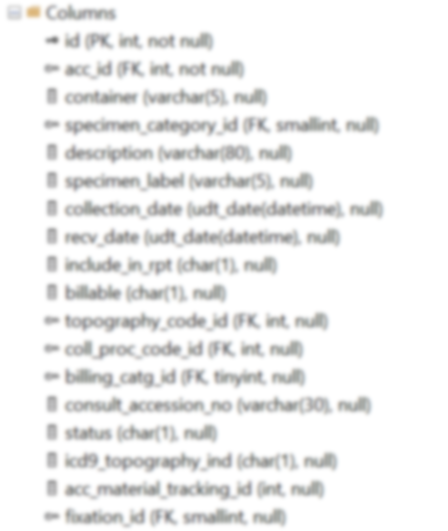 Columns
id (PK, int, not null)
acc_id (FK, int, not null)
container (varchar(5), null)
specimen_category_id (FK, smallint, null)
description (varchar(80), null)
specimen_label (varchar(5), null)
collection_date (udt_date(datetime), null)
recv_date (udt_date(datetime), null)
include_in_rpt (char(1), null)
billable (char(1), null)
topography_code_id (FK, int, null)
coll_proc_code_id (FK, int, null)
billing_catg_id (FK, tinyint, null)
consult_accession_no (varchar(30), null)
status (char(1), null)
icd9_topography_ind (char(1), null)
acc_material_tracking_id (int, null)
fixation_id (FK, smallint, null)